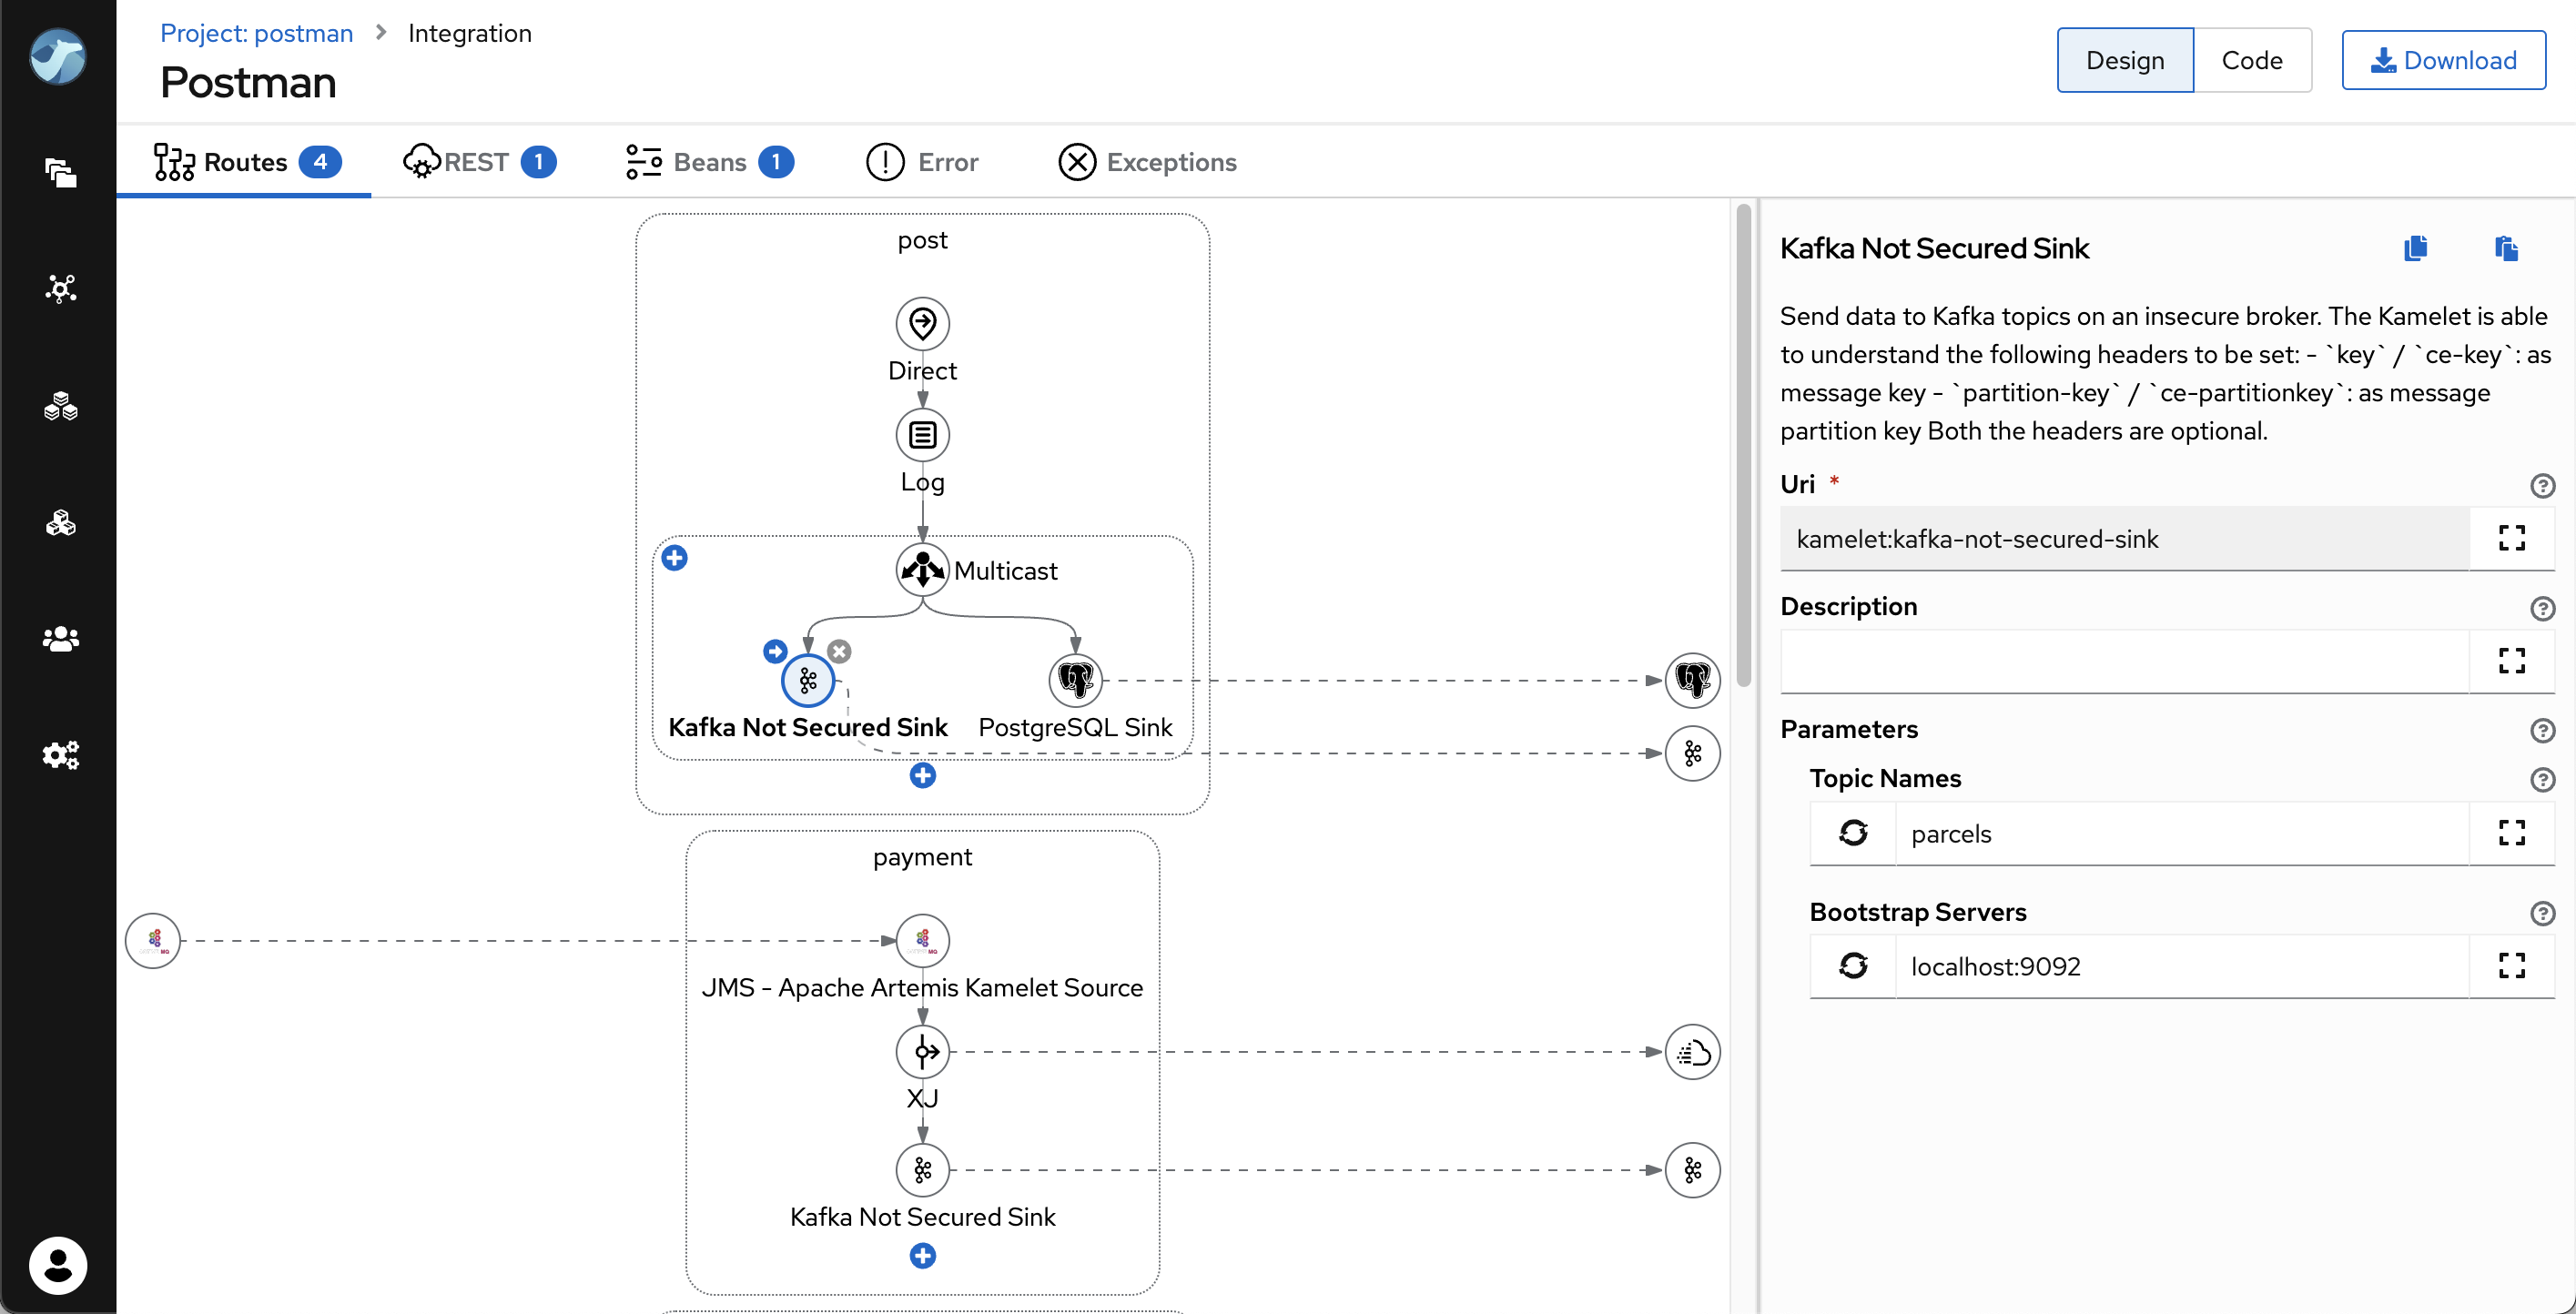 Project: postman > Integration
Postman
Design
Code
Download
Routes 4
REST 1
Beans 1
Error
Exceptions
post
Direct
Log
Multicast
Kafka Not Secured Sink
PostgreSQL Sink
payment
JMS - Apache Artemis Kamelet Source
XJ
Kafka Not Secured Sink
Kafka Not Secured Sink
Send data to Kafka topics on an insecure broker. The Kamelet is able
to understand the following headers to be set: - `key` / `ce-key`: as
message key - `partition-key` / `ce-partitionkey`: as message
partition key Both the headers are optional.
Uri *
kamelet:kafka-not-secured-sink
Description
Parameters
Topic Names
parcels
Bootstrap Servers
localhost:9092